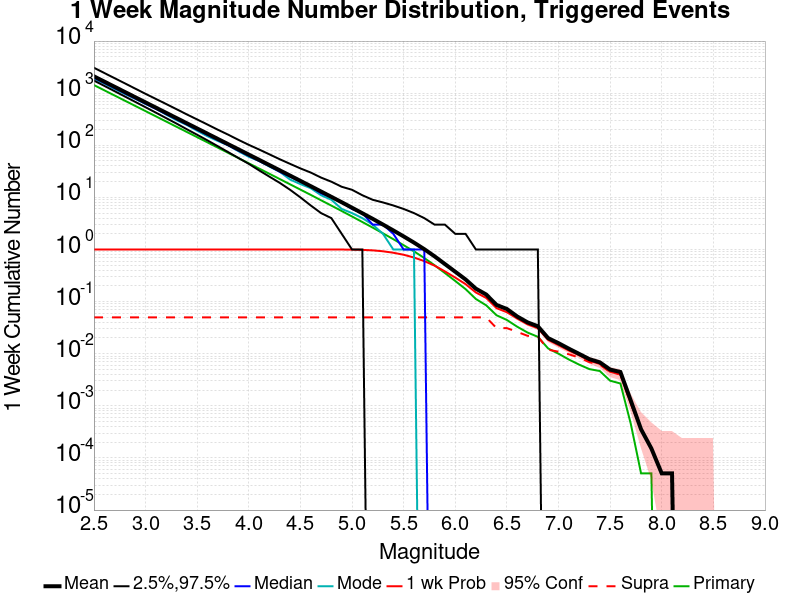 1 Week Magnitude Number Distribution, Triggered Events
1 Week Cumulative Number
10^4
10^3
10^2
10^1
10^0
10^-1
10^-2
10^-3
10^-4
10^-5
2.5 3.0 3.5 4.0 4.5 5.0 5.5 6.0 6.5 7.0 7.5 8.0 8.5 9.0
Magnitude
Mean 2.5%,97.5% Median Mode 1 wk Prob 95% Conf Supra Primary